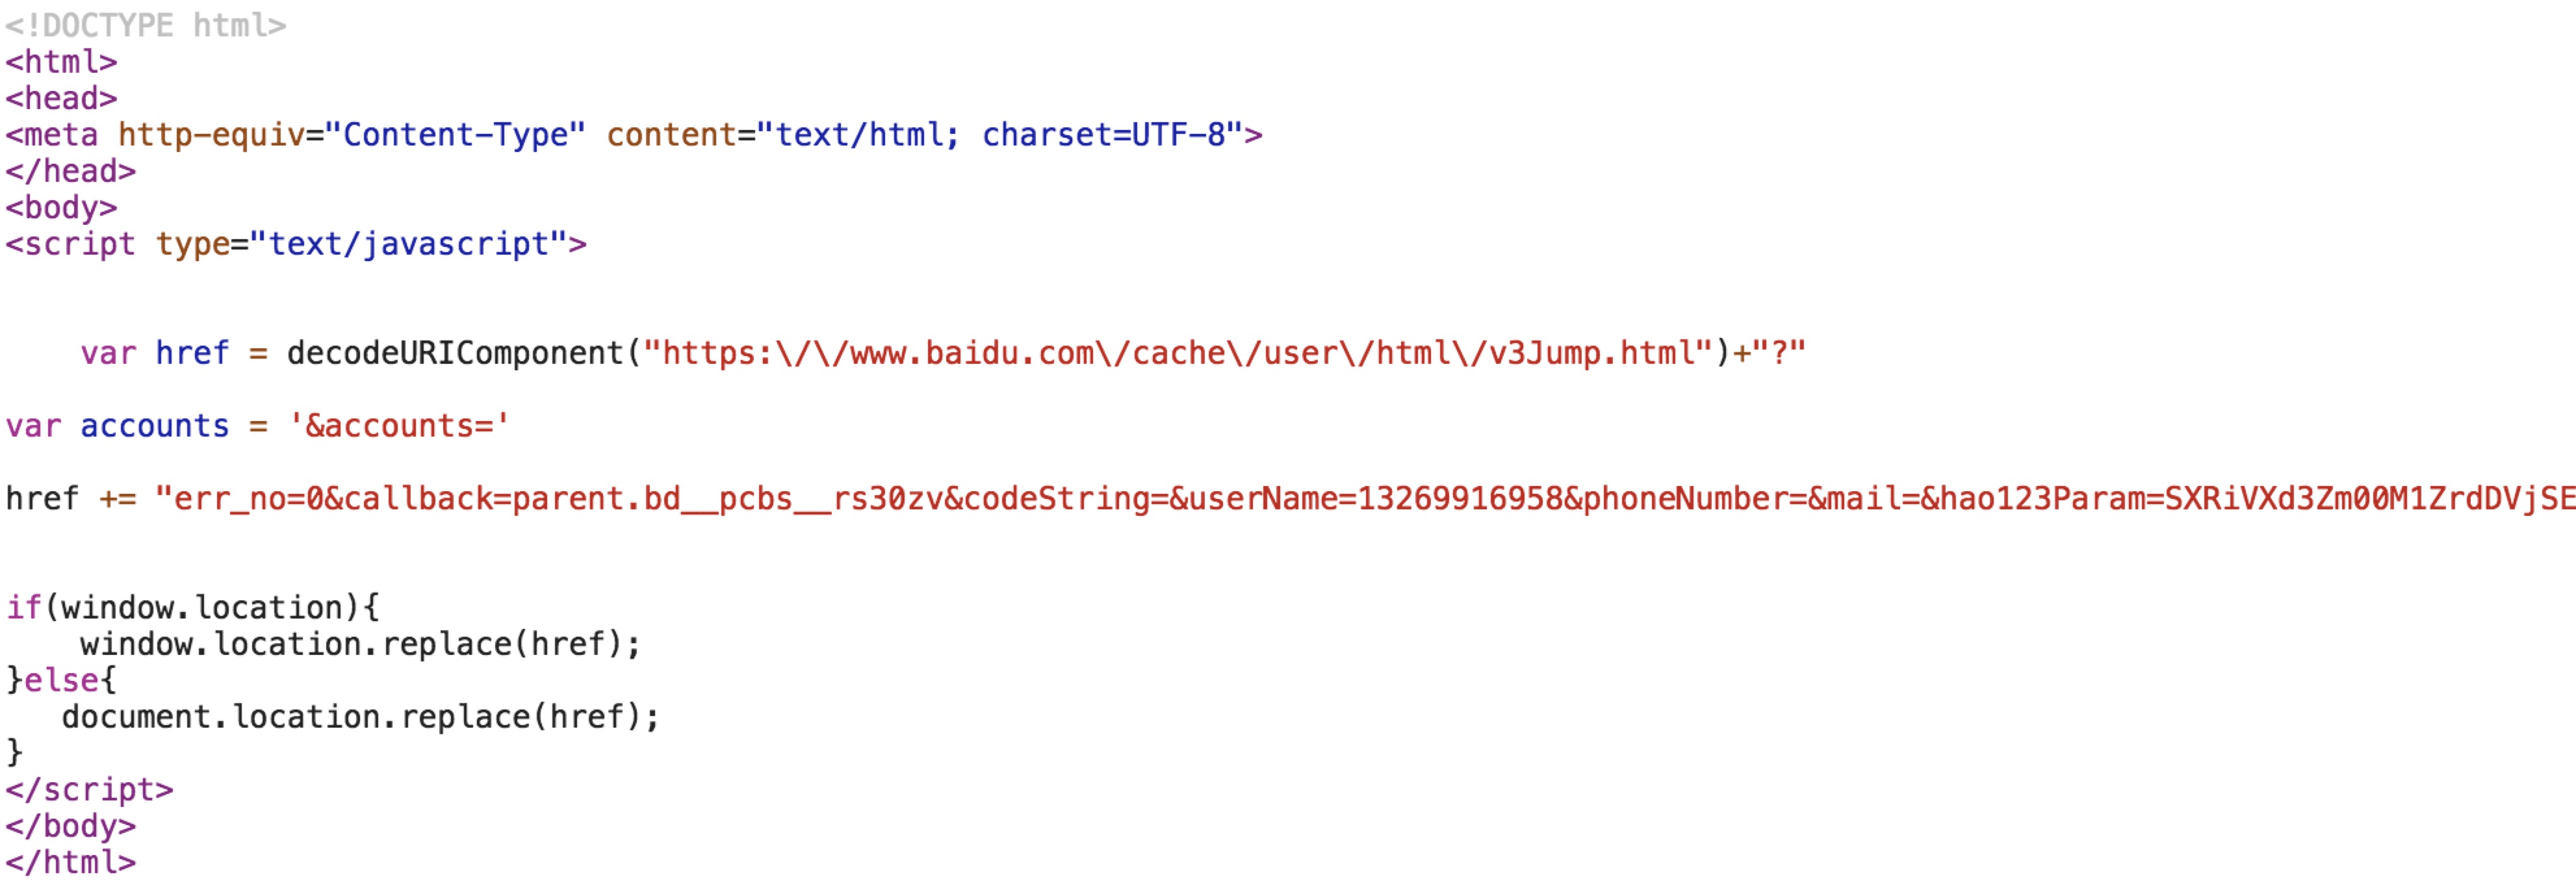 <!DOCTYPE html>
<html>
<head>
<meta http-equiv="Content-Type" content="text/html; charset=UTF-8">
</head>
<body>
<script type="text/javascript">
var href = decodeURIComponent("https:\/\/www.baidu.com\/cache\/user\/html\/v3Jump.html")+"?"
var accounts = '&accounts='
href += "err_no=0&callback=parent.bd__pcbs__rs30zv&codeString=&userName=13269916958&phoneNumber=&mail=&hao123Param=SXRiVXd3Zm00M1ZrdDVjSE
if(window.location){
window.location.replace(href);
}else{
document.location.replace(href);
}
</script>
</body>
</html>